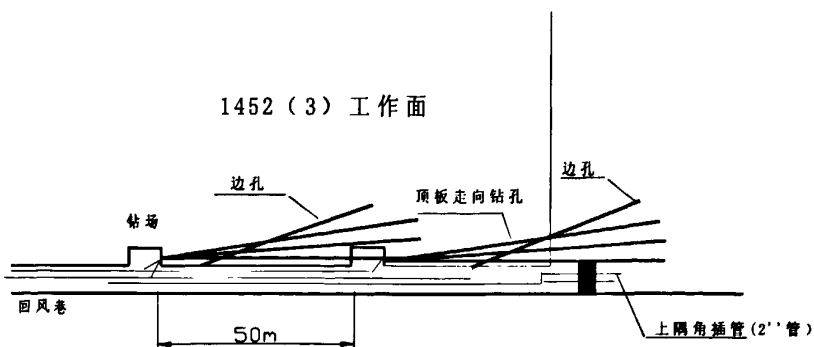 1452(3)工作面
边孔
边孔
顶板走向钻孔
钻场
回风巷
上隅角插管(2''管)
50m